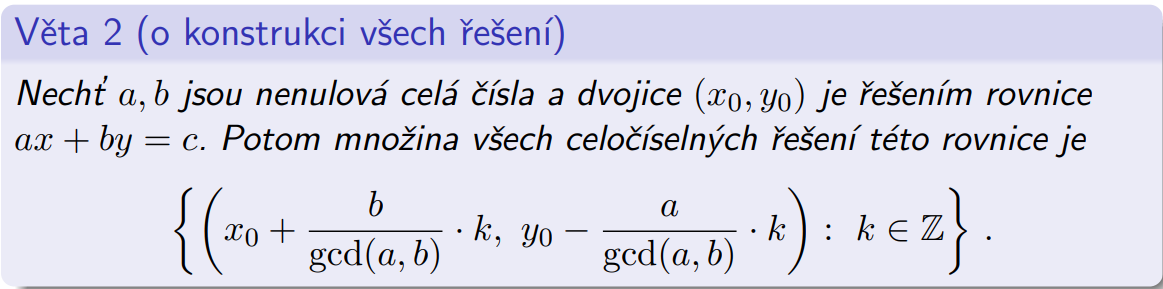 Věta 2 (o konstrukci všech řešení)
Nechť a, b jsou nenulová celá čísla a dvojice (x₀, y₀) je řešením rovnice
ax + by = c. Potom množina všech celočíselných řešení této rovnice je
{(x₀ + b/gcd(a, b) · k, y₀ − a/gcd(a, b) · k) : k ∈ ℤ} .